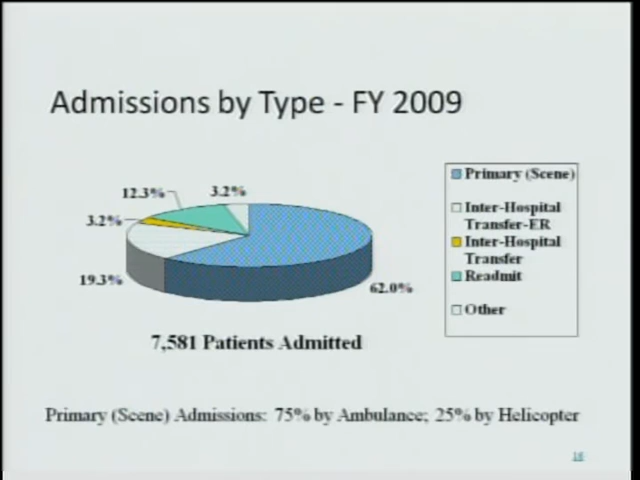 Admissions by Type - FY 2009
12.3%
3.2%
3.2%
19.3%
62.0%
Primary (Scene)
Inter-Hospital
Transfer-ER
Inter-Hospital
Transfer
Readmit
Other
7,581 Patients Admitted
Primary (Scene) Admissions: 75% by Ambulance; 25% by Helicopter